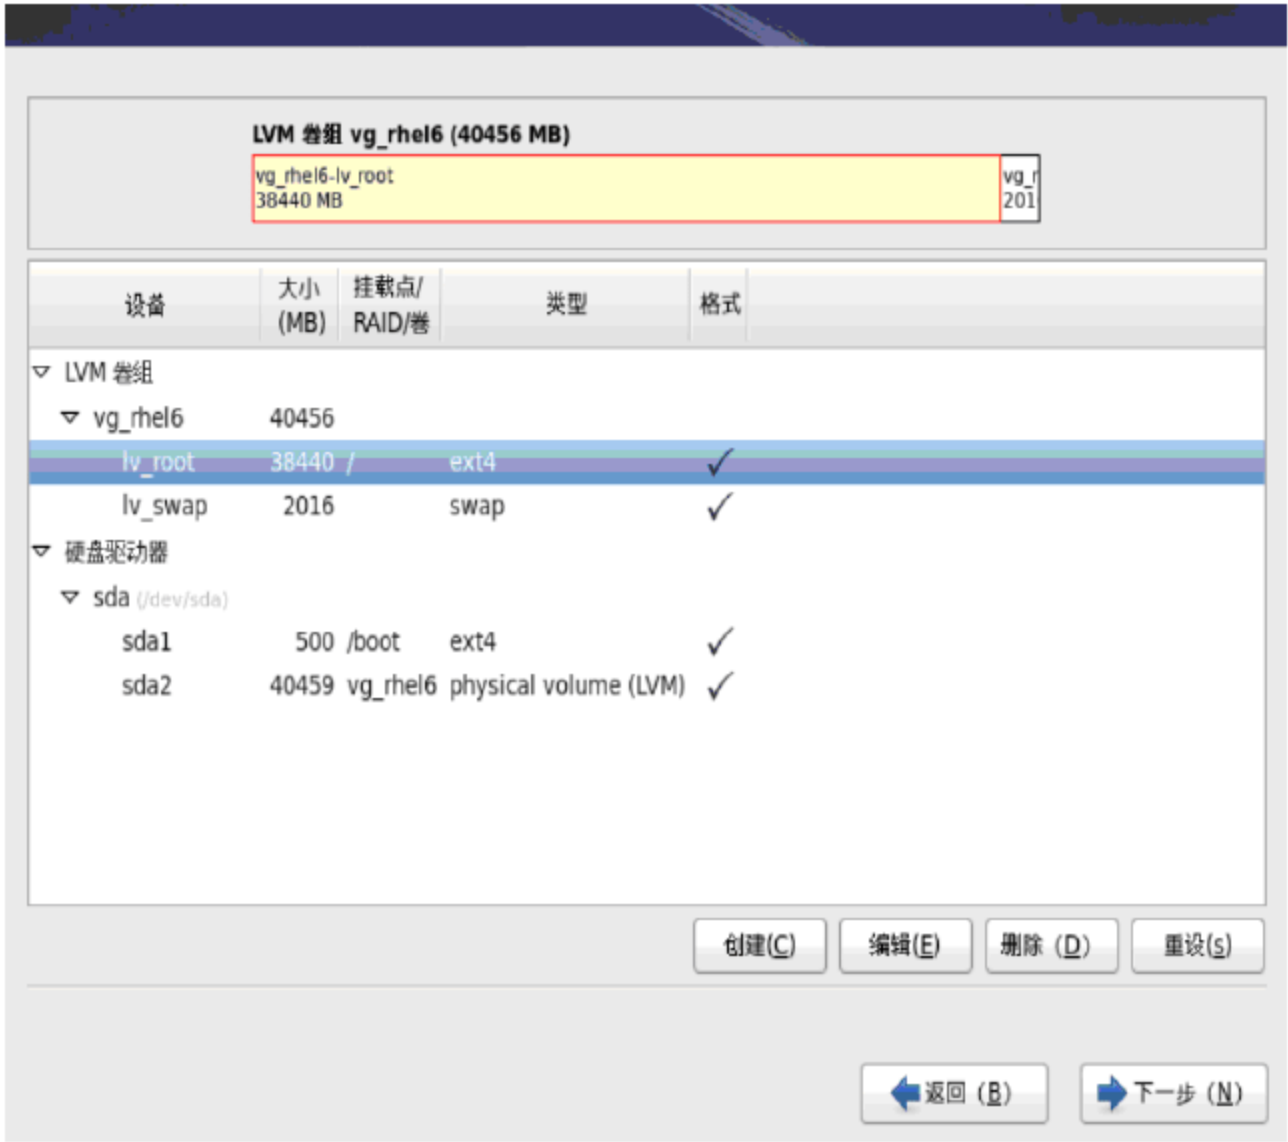 LVM 卷组 vg_rhel6 (40456 MB)
vg_rhel6-lv_root
38440 MB
vg_r
201
设备
大小
(MB)
挂载点/
RAID/卷
类型
格式
LVM 卷组
vg_rhel6 40456
lv_root 38440 / ext4
lv_swap 2016 swap
硬盘驱动器
sda (/dev/sda)
sda1 500 /boot ext4
sda2 40459 vg_rhel6 physical volume (LVM)
创建(C) 编辑(E) 删除（D） 重设(s)
返回（B） 下一步（N）